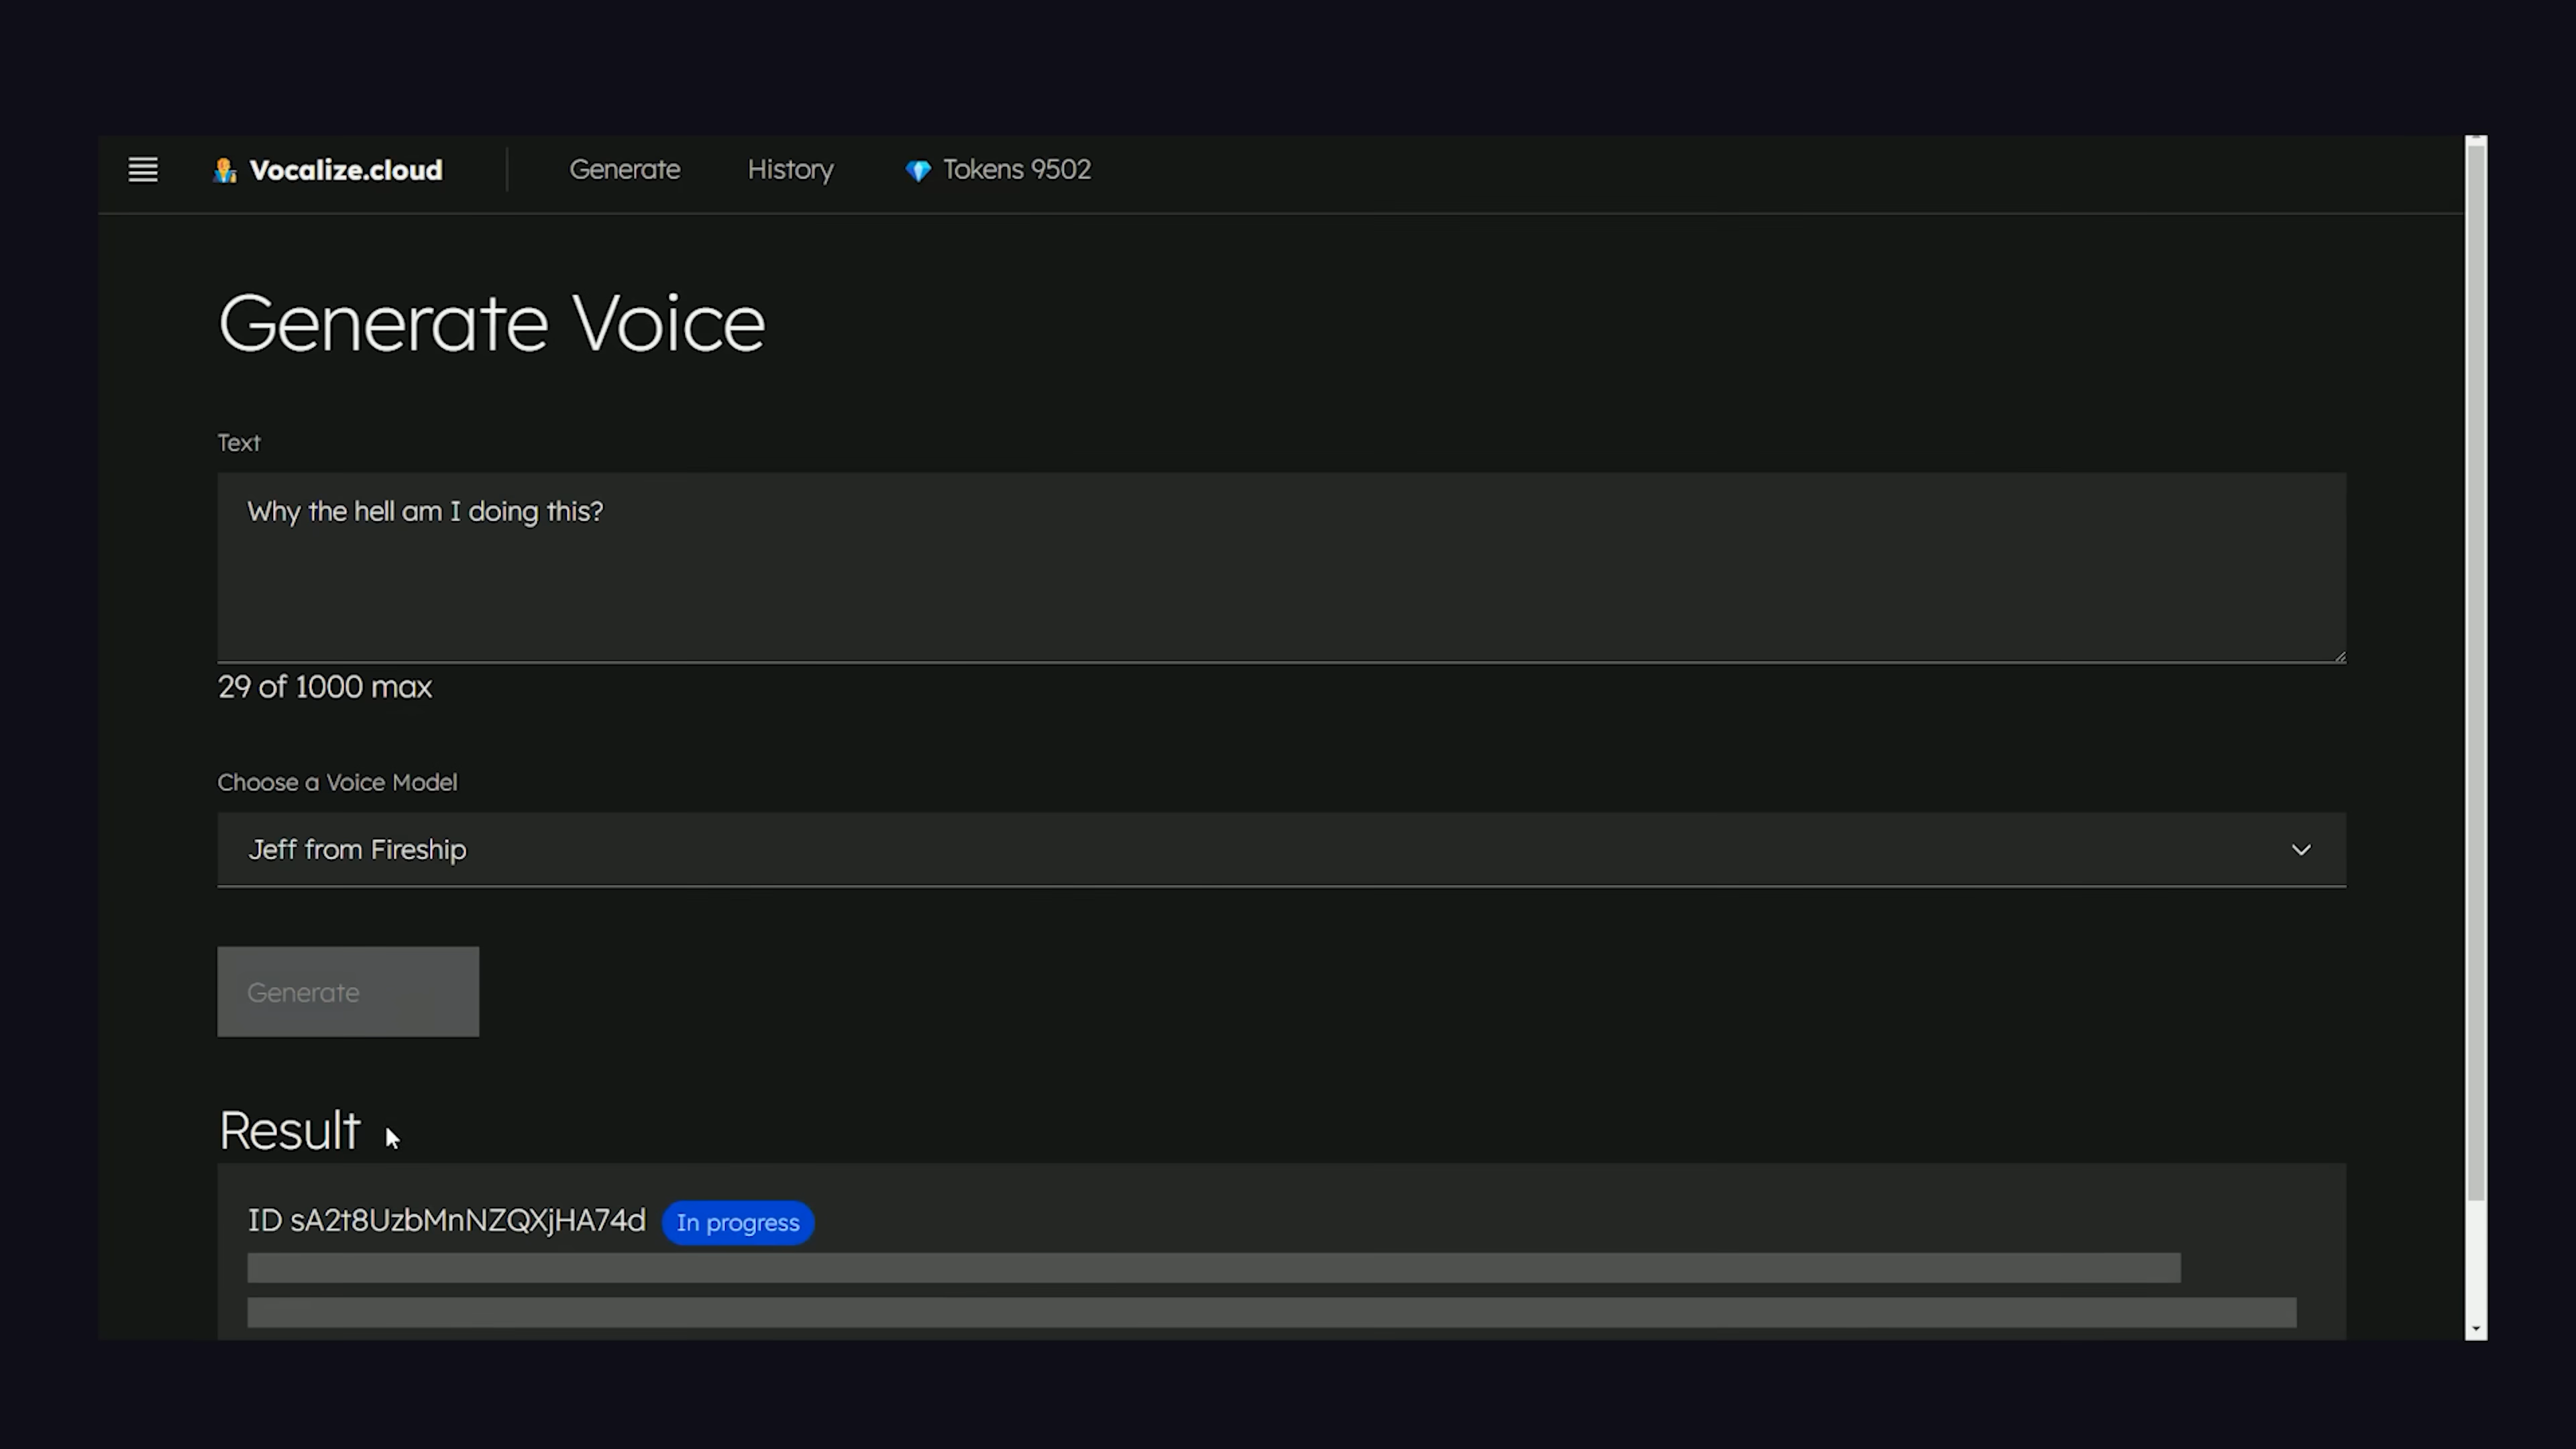 Vocalize.cloud Generate History Tokens 9502
Generate Voice
Text
Why the hell am I doing this?
29 of 1000 max
Choose a Voice Model
Jeff from Fireship
Generate
Result
ID sA2t8UzbMnNZQXjHA74d In progress